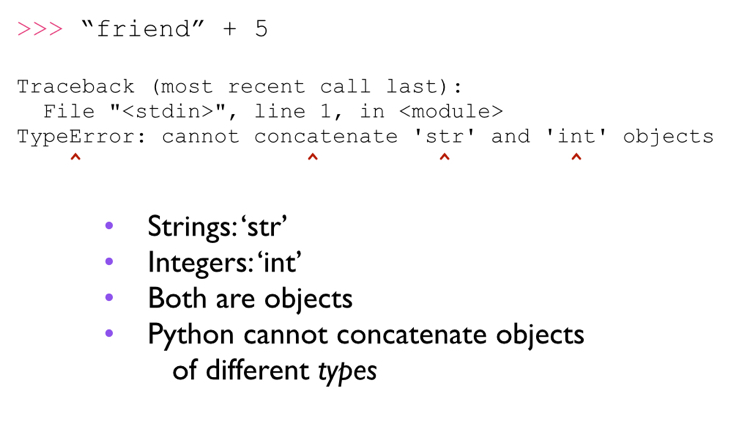 >>> “friend” + 5
Traceback (most recent call last):
File "<stdin>", line 1, in <module>
TypeError: cannot concatenate 'str' and 'int' objects
^ ^ ^ ^
• Strings: ‘str’
• Integers: ‘int’
• Both are objects
• Python cannot concatenate objects
of different types